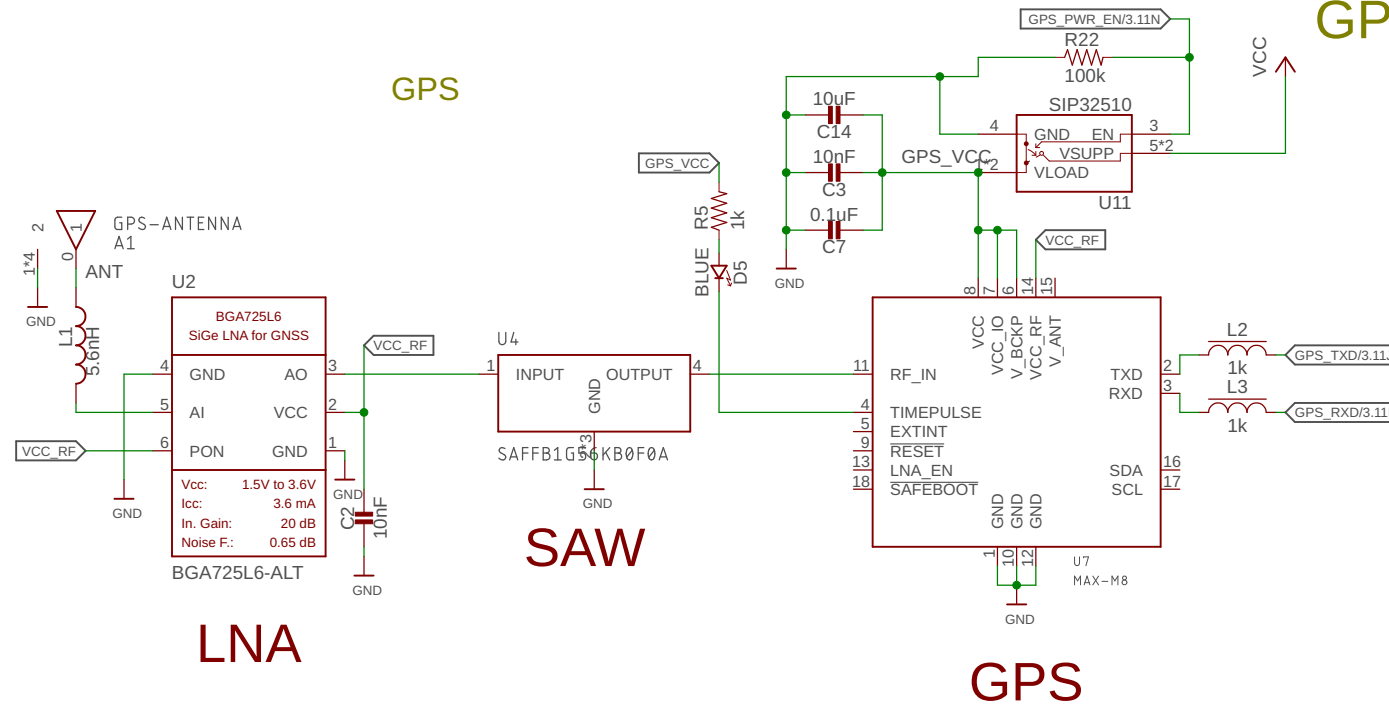 GPS
GP
GPS_PWR_EN/3.11N
R22
100k
VCC
SIP32510
4
GND
EN
3
VSUPP
5*2
VLOAD
U11
10uF
C14
10nF
C3
0.1uF
C7
GND
GPS_VCC
*2
GPS_VCC
R5
1k
BLUE
D5
2
1*4
GND
1
0
GPS-ANTENNA
A1
ANT
L1
5.6nH
U2
BGA725L6
SiGe LNA for GNSS
4
GND
AO
3
5
AI
VCC
2
6
PON
GND
1
VCC_RF
VCC_RF
GND
GND
Vcc: 1.5V to 3.6V
Icc: 3.6 mA
In. Gain: 20 dB
Noise F.: 0.65 dB
BGA725L6-ALT
C2
10nF
GND
LNA
U4
1
INPUT
OUTPUT
4
GND
SAFFB1G56KB0F0A
GND
SAW
VCC_RF
8
7
6
14
15
VCC
VCC_IO
V_BCKP
VCC_RF
V_ANT
11
RF_IN
4
TIMEPULSE
5
EXTINT
9
RESET
13
LNA_EN
18
SAFEBOOT
TXD
2
RXD
3
SDA
16
SCL
17
GND
GND
GND
1
10
12
GND
U7
MAX-M8
L2
1k
GPS_TXD/3.11J
L3
1k
GPS_RXD/3.11
GPS